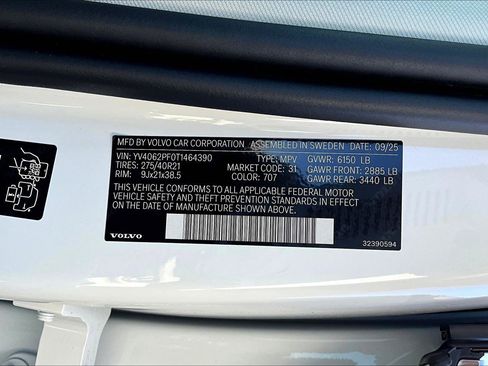 MFD BY VOLVO CAR CORPORATION ASSEMBLED IN SWEDEN DATE: 09/25
VIN: YV4062PF0T1464390 TYPE: MPV GVWR: 6150 LB
TIRES: 275/40R21 MARKET CODE: 31 GAWR FRONT: 2885 LB
RIM: 9Jx21x38.5 COLOR: 707 GAWR REAR: 3440 LB
THIS VEHICLE CONFORMS TO ALL APPLICABLE FEDERAL MOTOR
VEHICLE SAFETY AND THEFT PREVENTION STANDARDS IN EFFECT
ON THE DATE OF MANUFACTURE SHOWN ABOVE.
VOLVO 32390594